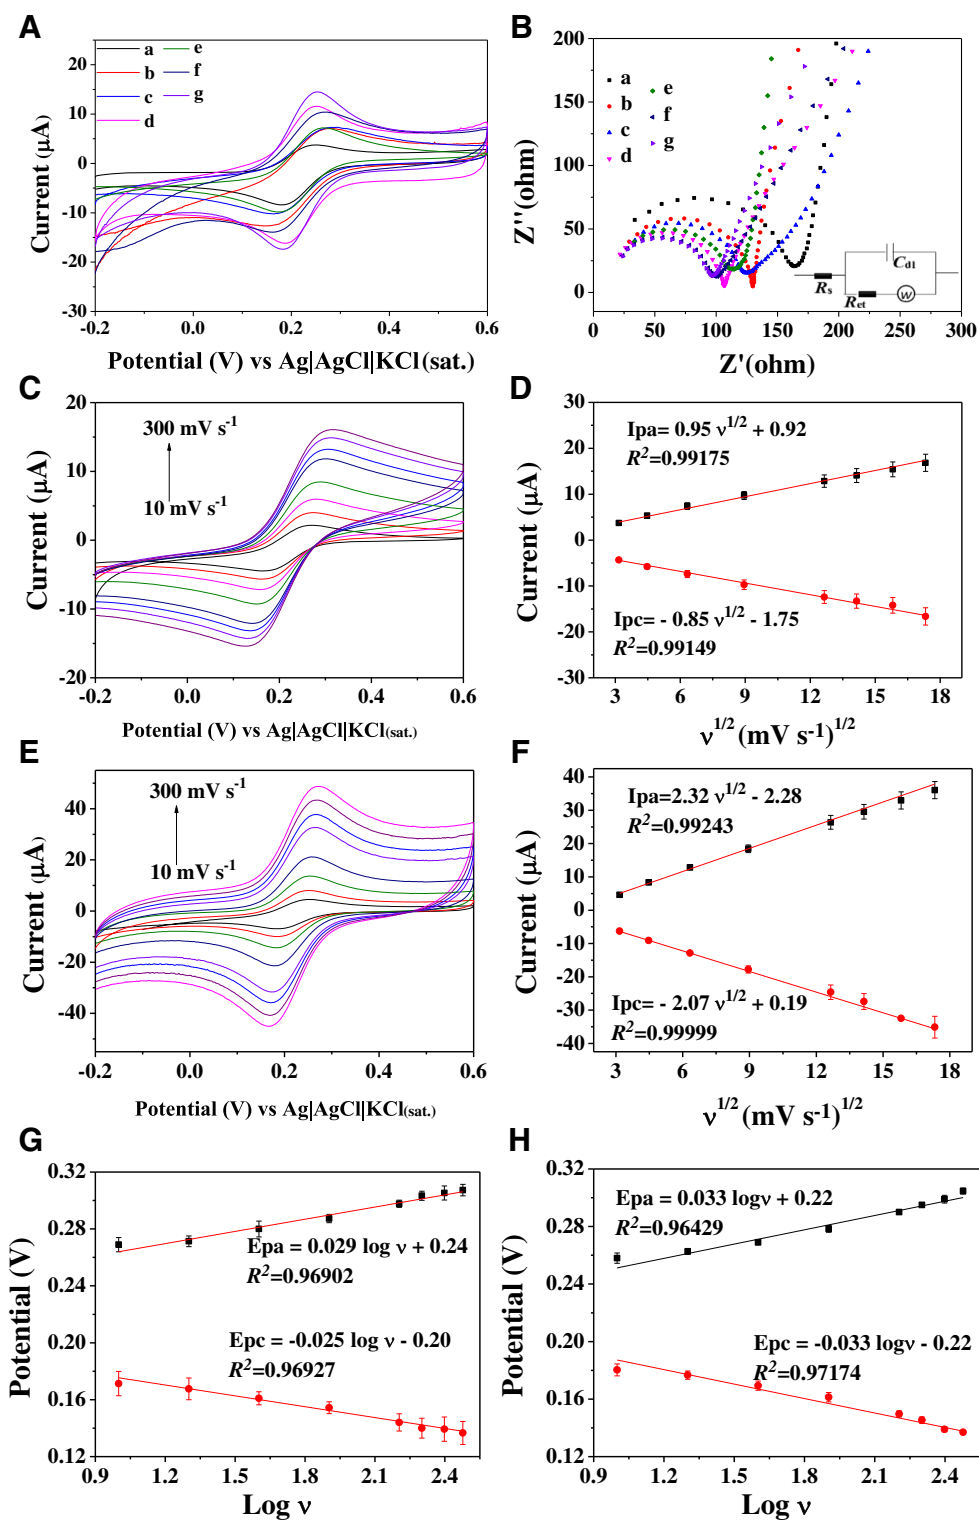 A
a
b
c
d
e
f
g
20
10
0
-10
-20
-30
Current (µA)
-0.2
0.0
0.2
0.4
0.6
Potential (V) vs Ag|AgCl|KCl(sat.)
B
a
b
c
d
e
f
g
200
150
100
50
0
Z''(ohm)
Cd1
Rs
Ret
W
0
50
100
150
200
250
300
Z'(ohm)
C
300 mV s-1
10 mV s-1
20
10
0
-10
-20
Current (µA)
-0.2
0.0
0.2
0.4
0.6
Potential (V) vs Ag|AgCl|KCl(sat.)
D
Ipa= 0.95 ν1/2 + 0.92
R2=0.99175
Ipc= - 0.85 ν1/2 - 1.75
R2=0.99149
30
20
10
0
-10
-20
-30
Current (µA)
3
6
9
12
15
18
ν1/2 (mV s-1)1/2
E
300 mV s-1
10 mV s-1
40
20
0
-20
-40
Current (µA)
-0.2
0.0
0.2
0.4
0.6
Potential (V) vs Ag|AgCl|KCl(sat.)
F
Ipa=2.32 ν1/2 - 2.28
R2=0.99243
Ipc= - 2.07 ν1/2 + 0.19
R2=0.99999
40
30
20
10
0
-10
-20
-30
-40
Current (µA)
3
6
9
12
15
18
ν1/2 (mV s-1)1/2
G
Epa = 0.029 log ν + 0.24
R2=0.96902
Epc = -0.025 log ν - 0.20
R2=0.96927
0.32
0.28
0.24
0.20
0.16
0.12
Potential (V)
0.9
1.2
1.5
1.8
2.1
2.4
Log ν
H
Epa = 0.033 logν + 0.22
R2=0.96429
Epc = -0.033 logν - 0.22
R2=0.97174
0.32
0.28
0.24
0.20
0.16
0.12
Potential (V)
0.9
1.2
1.5
1.8
2.1
2.4
Log ν